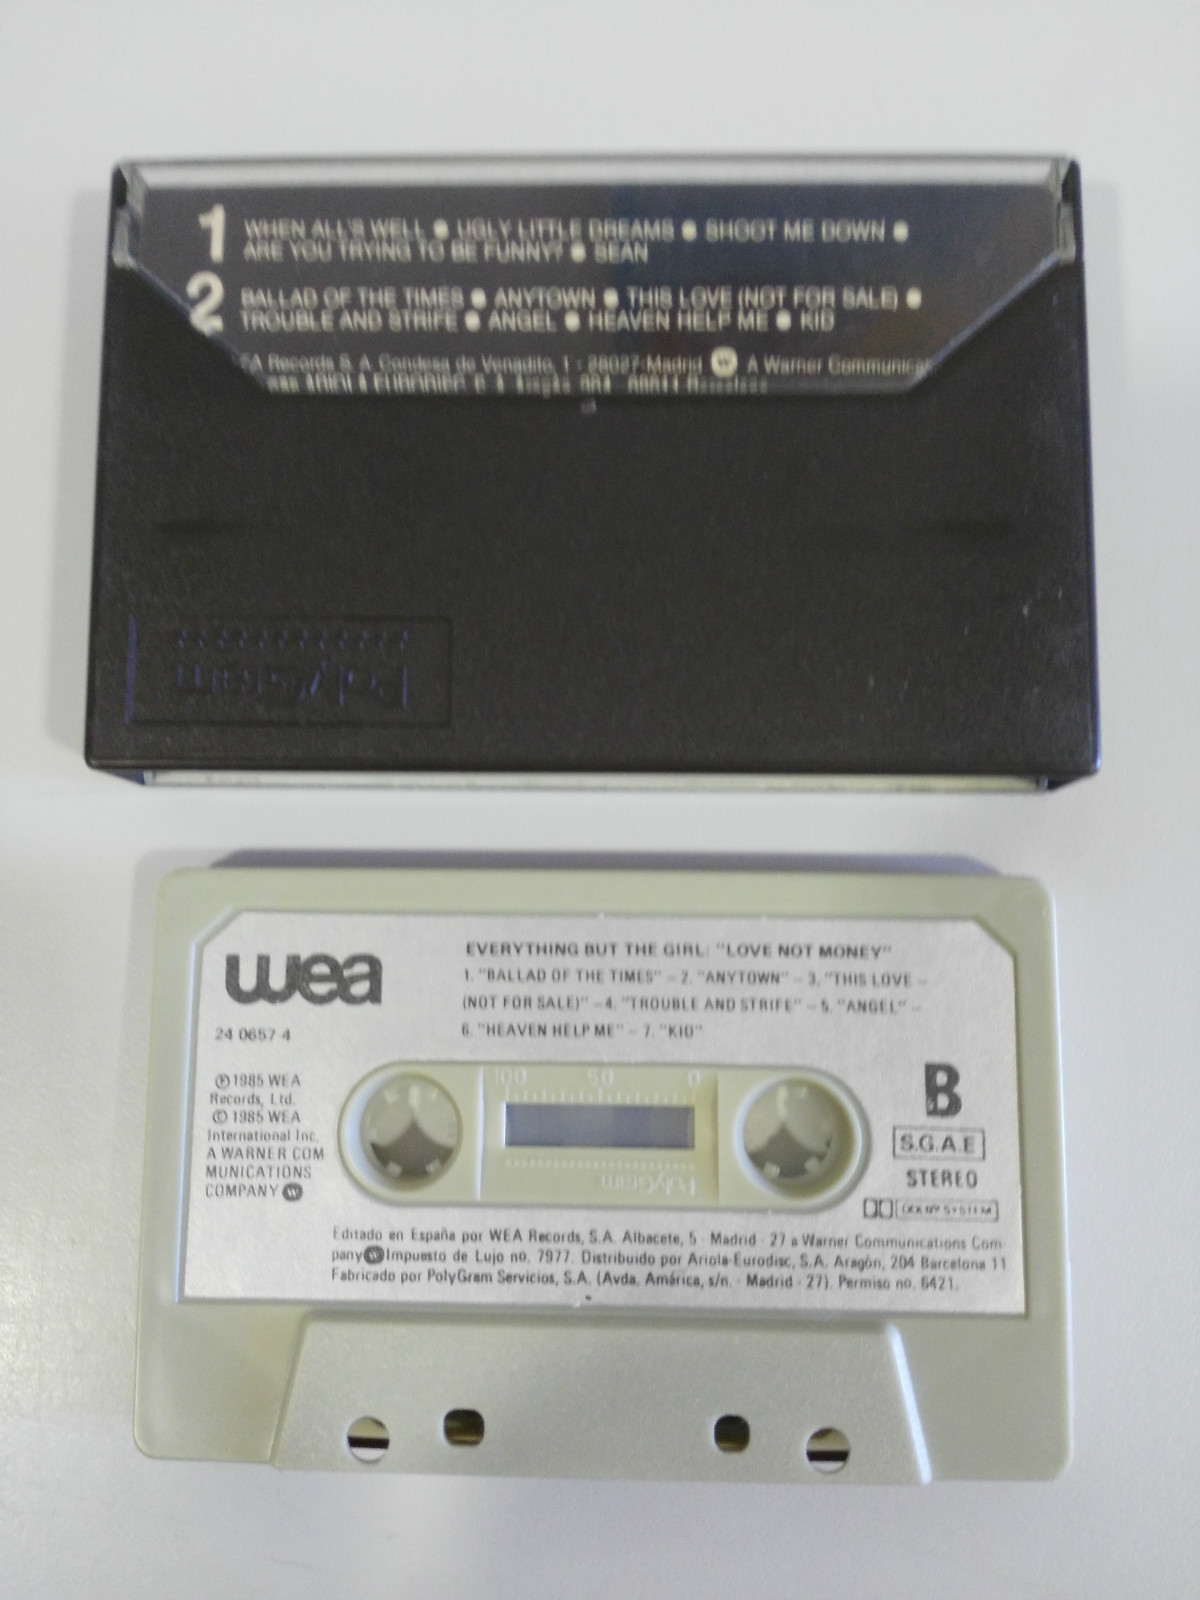 1 WHEN ALL'S WELL ● UGLY LITTLE DREAMS ● SHOOT ME DOWN ●
ARE YOU TRYING TO BE FUNNY? ● SEAN
2 BALLAD OF THE TIMES ● ANYTOWN ● THIS LOVE (NOT FOR SALE) ●
TROUBLE AND STRIFE ● ANGEL ● HEAVEN HELP ME ● KID
EA Records S. A. Condesa de Venadito, 1 - 28027-Madrid W A Warner Communicat
ARIOLA EURODISC, S. A. Aragón 204 - 08011 Barcelona
PolyGram
wea
24 0657 4
EVERYTHING BUT THE GIRL: "LOVE NOT MONEY"
1. "BALLAD OF THE TIMES" – 2. "ANYTOWN" – 3. "THIS LOVE –
(NOT FOR SALE)" – 4. "TROUBLE AND STRIFE" – 5. "ANGEL" –
6. "HEAVEN HELP ME" – 7. "KID"
℗ 1985 WEA
Records, Ltd.
© 1985 WEA
International Inc.
A WARNER COM
MUNICATIONS
COMPANY W
100 50 0
PolyGram
B
S.G.A.E
STEREO
DOLBY SYSTEM
Editado en España por WEA Records, S.A. Albacete, 5 - Madrid - 27 a Warner Communications Com-
pany W Impuesto de Lujo no. 7977. Distribuido por Ariola-Eurodisc, S.A. Aragón, 204 Barcelona 11
Fabricado por PolyGram Servicios, S.A. (Avda. América, s/n. - Madrid - 27). Permiso no. 6421.